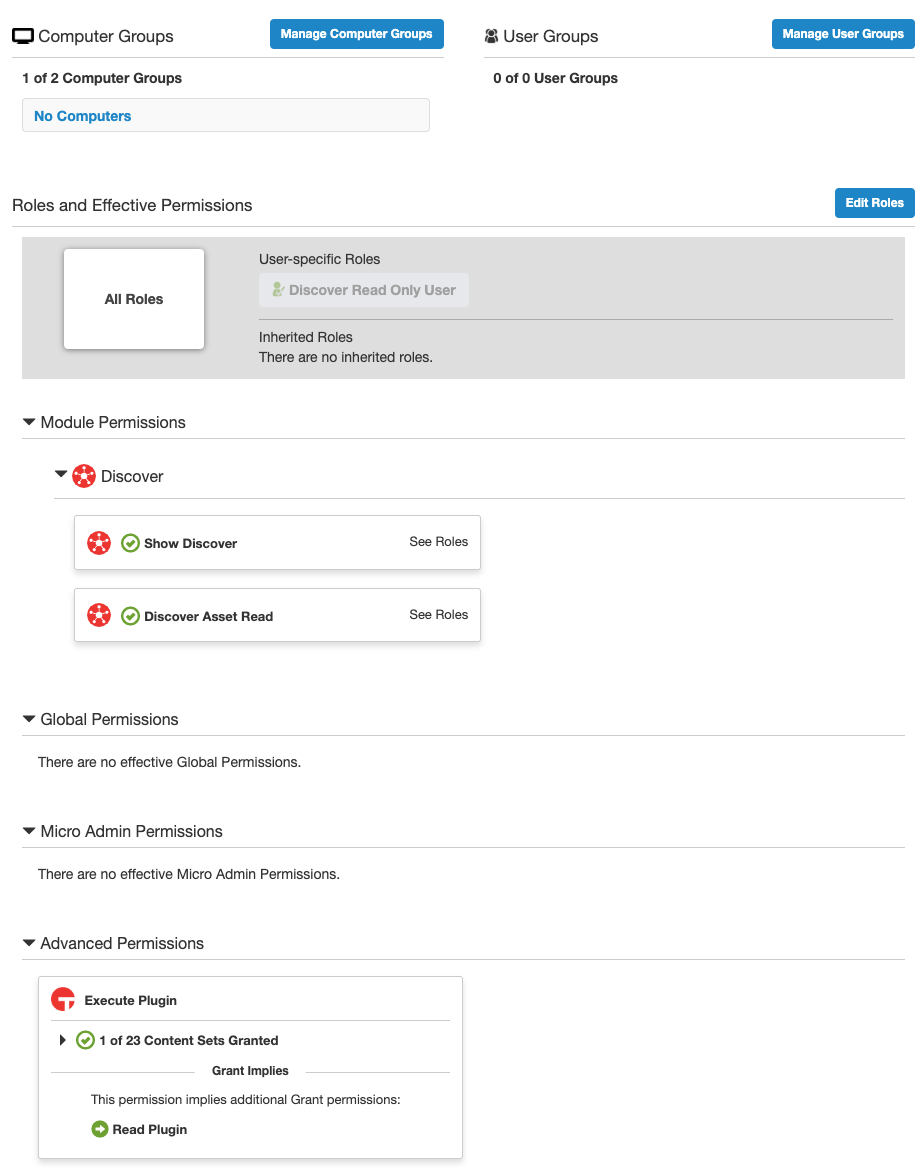 Computer Groups
Manage Computer Groups
1 of 2 Computer Groups
No Computers
User Groups
Manage User Groups
0 of 0 User Groups
Roles and Effective Permissions
Edit Roles
All Roles
User-specific Roles
Discover Read Only User
Inherited Roles
There are no inherited roles.
Module Permissions
Discover
Show Discover
See Roles
Discover Asset Read
See Roles
Global Permissions
There are no effective Global Permissions.
Micro Admin Permissions
There are no effective Micro Admin Permissions.
Advanced Permissions
Execute Plugin
1 of 23 Content Sets Granted
Grant Implies
This permission implies additional Grant permissions:
Read Plugin